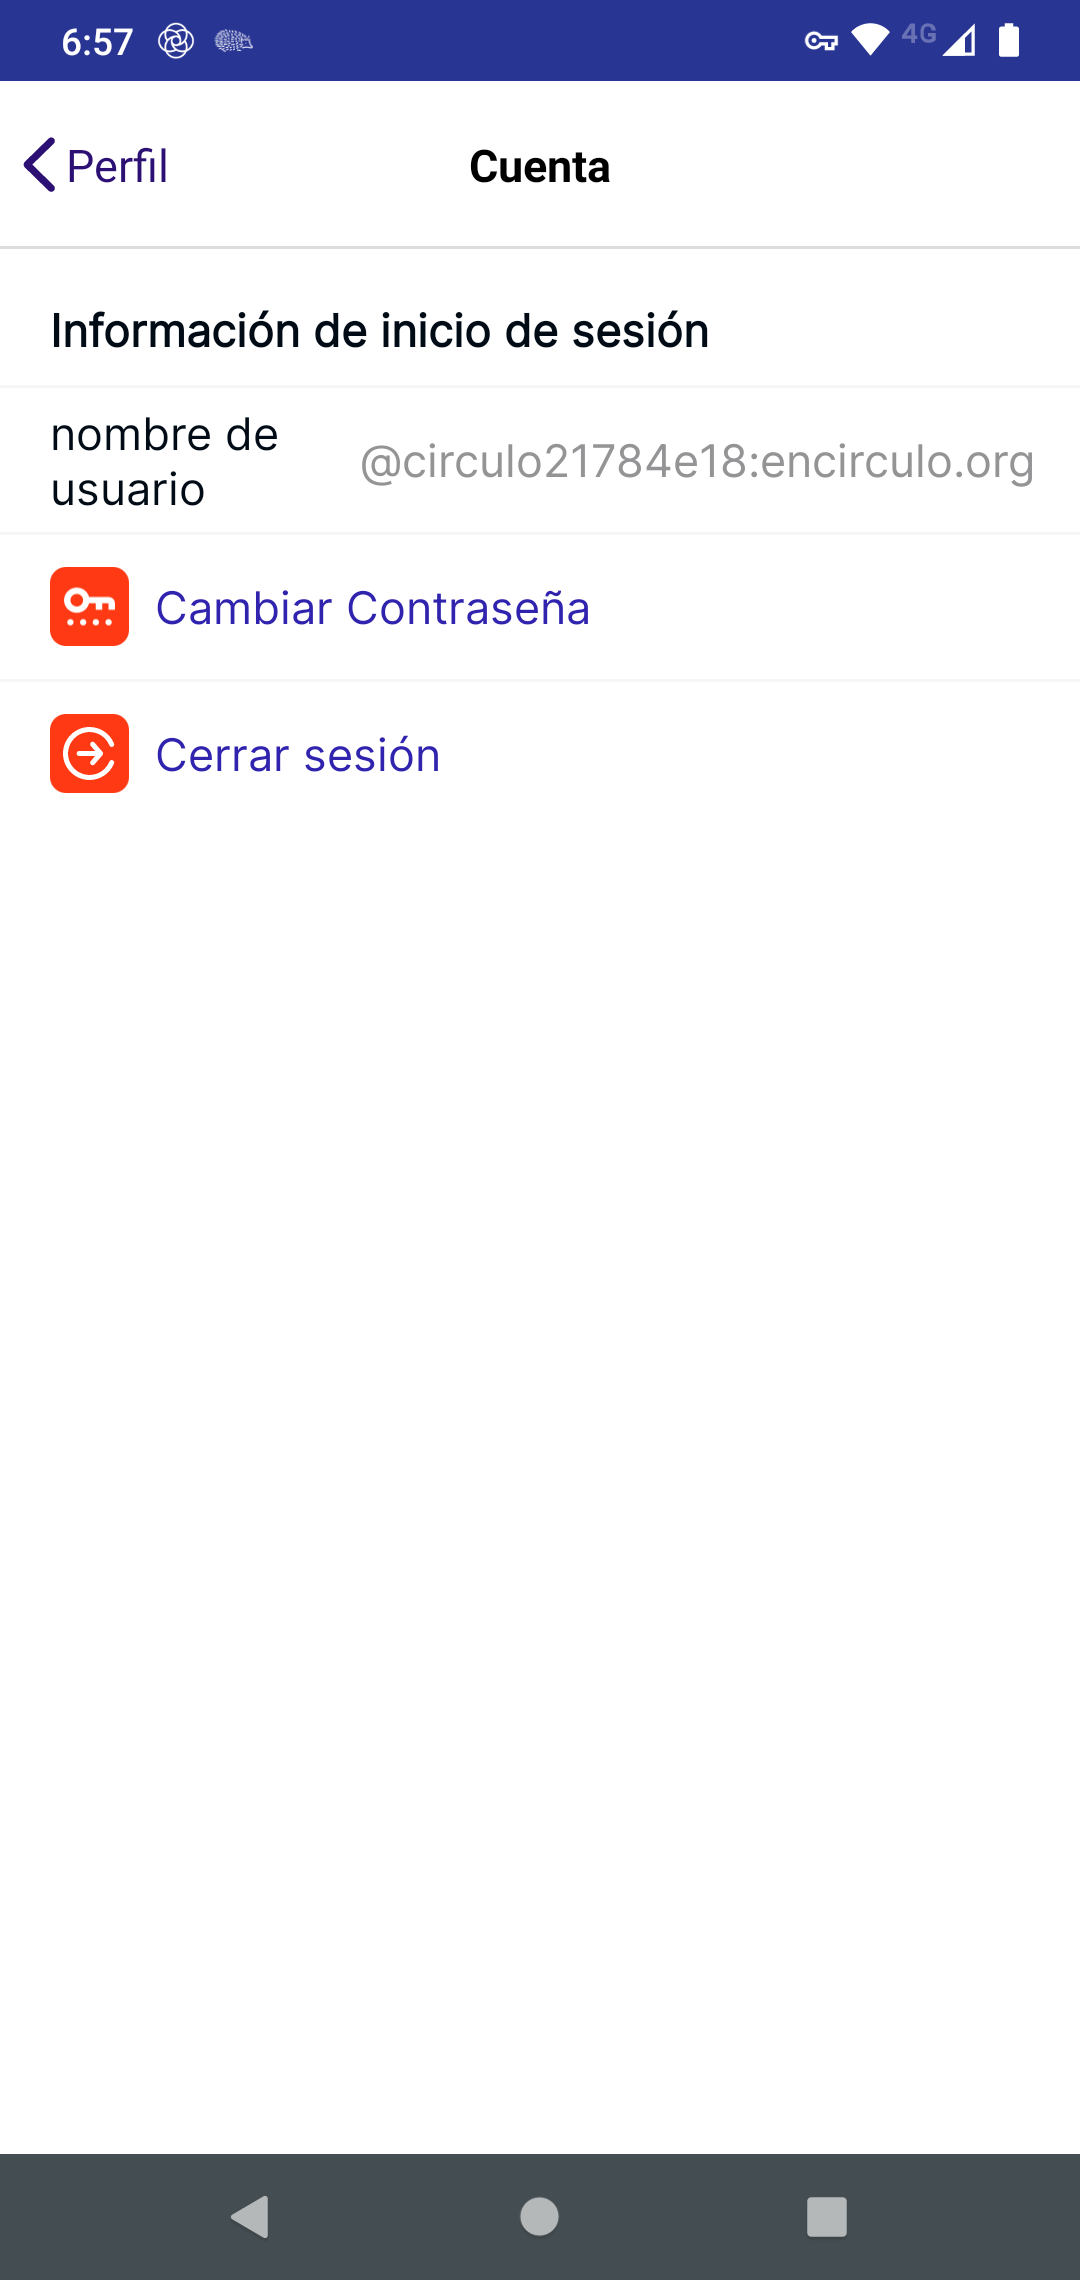 6:57
4G
Perfil
Cuenta
Información de inicio de sesión
nombre de
usuario
@circulo21784e18:encirculo.org
Cambiar Contraseña
Cerrar sesión